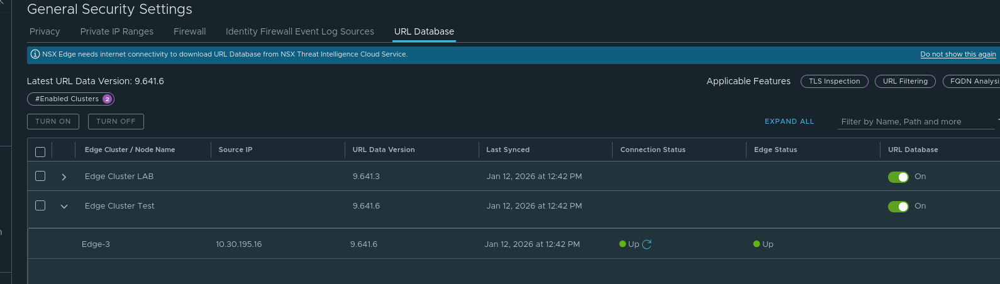 General Security Settings
Privacy Private IP Ranges Firewall Identity Firewall Event Log Sources URL Database
NSX Edge needs internet connectivity to download URL Database from NSX Threat Intelligence Cloud Service. Do not show this again
Latest URL Data Version: 9.641.6 Applicable Features TLS Inspection URL Filtering FQDN Analysi
#Enabled Clusters 2
TURN ON TURN OFF EXPAND ALL Filter by Name, Path and more
Edge Cluster / Node Name Source IP URL Data Version Last Synced Connection Status Edge Status URL Database
Edge Cluster LAB 9.641.3 Jan 12, 2026 at 12:42 PM On
Edge Cluster Test 9.641.6 Jan 12, 2026 at 12:42 PM On
Edge-3 10.30.195.16 9.641.6 Jan 12, 2026 at 12:42 PM Up Up